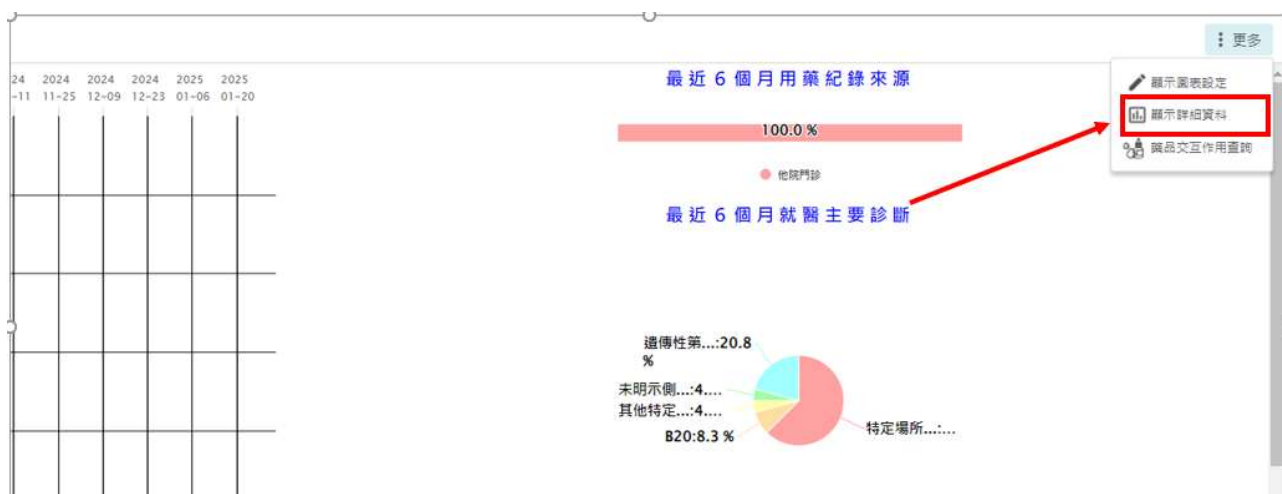 更多
24 2024 2024 2024 2025 2025
-11 11-25 12-09 12-23 01-06 01-20
最近6個月用藥紀錄來源
顯示圖表設定
顯示詳細資料
藥品交互作用查詢
100.0 %
他院門診
最近6個月就醫主要診斷
遺傳性第...:20.8
%
未明示側...:4....
其他特定...:4....
B20:8.3 %
特定場所...:...